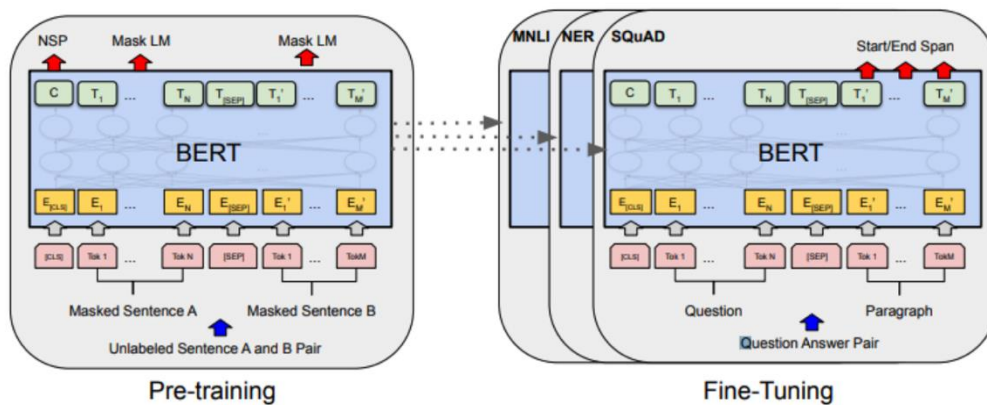 NSP Mask LM Mask LM
C T1 ... TN T[SEP] T1' ... TM'
BERT
E[CLS] E1 ... EN E[SEP] E1' ... EM'
[CLS] Tok 1 ... Tok N [SEP] Tok 1 ... TokM
Masked Sentence A Masked Sentence B
Unlabeled Sentence A and B Pair
Pre-training
MNLI NER SQuAD
Start/End Span
C T1 ... TN T[SEP] T1' ... TM'
BERT
E[CLS] E1 ... EN E[SEP] E1' ... EM'
[CLS] Tok 1 ... Tok N [SEP] Tok 1 ... TokM
Question Paragraph
Question Answer Pair
Fine-Tuning